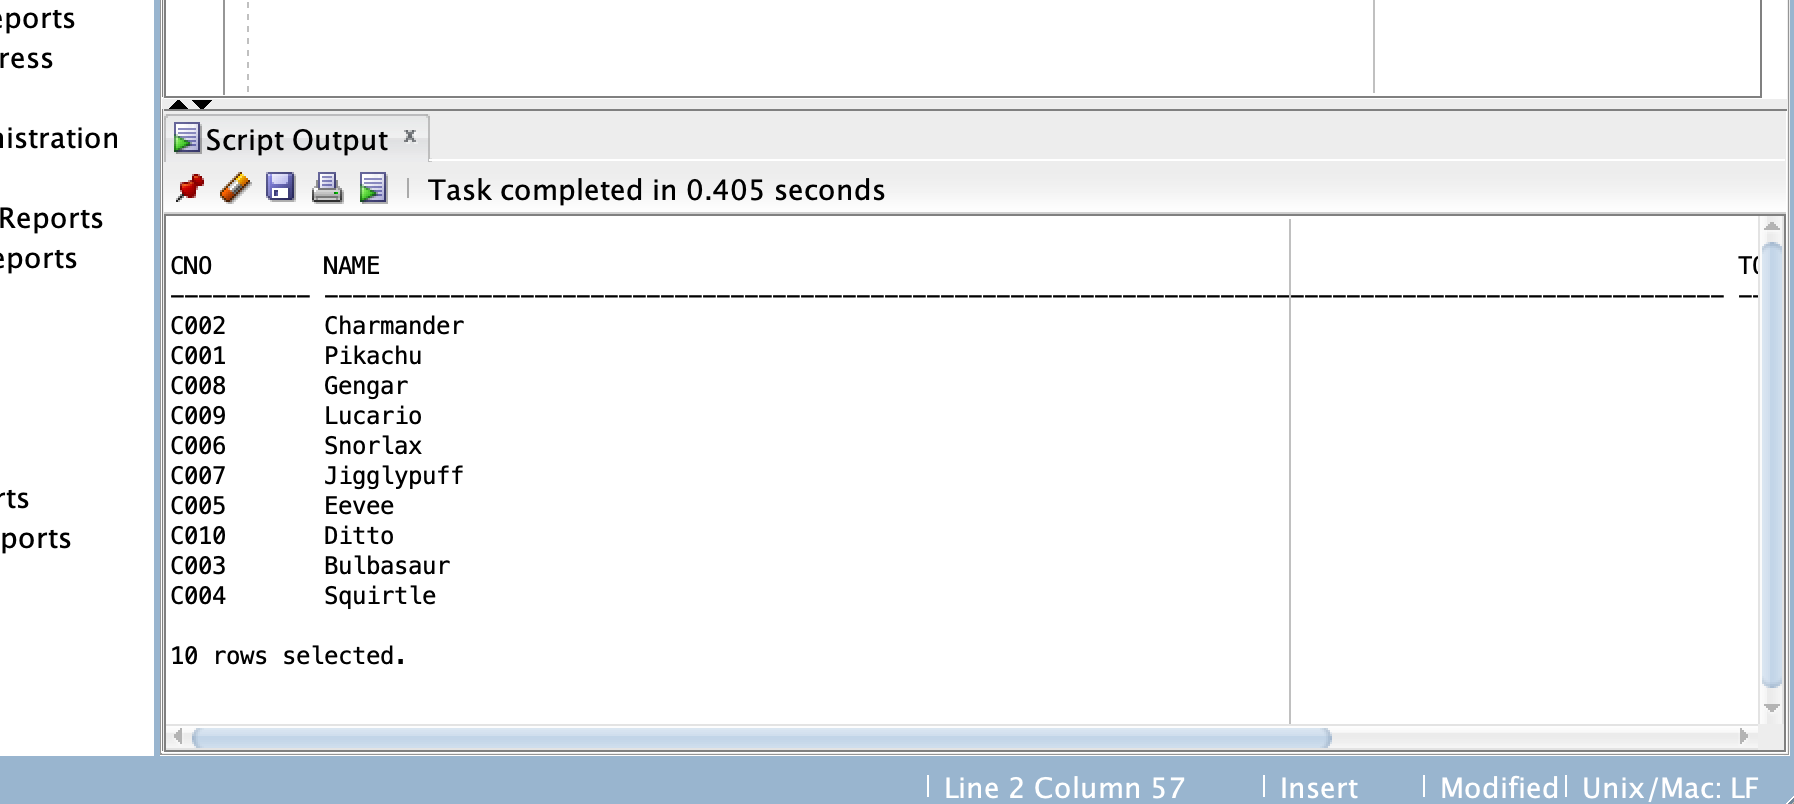 eports
ress
nistration
Reports
eports
rts
ports
Script Output x
Task completed in 0.405 seconds
CNO NAME TO
---------- ---------------------------------------------------------------------------------------------------- --
C002 Charmander
C001 Pikachu
C008 Gengar
C009 Lucario
C006 Snorlax
C007 Jigglypuff
C005 Eevee
C010 Ditto
C003 Bulbasaur
C004 Squirtle
10 rows selected.
Line 2 Column 57 Insert Modified Unix/Mac: LF